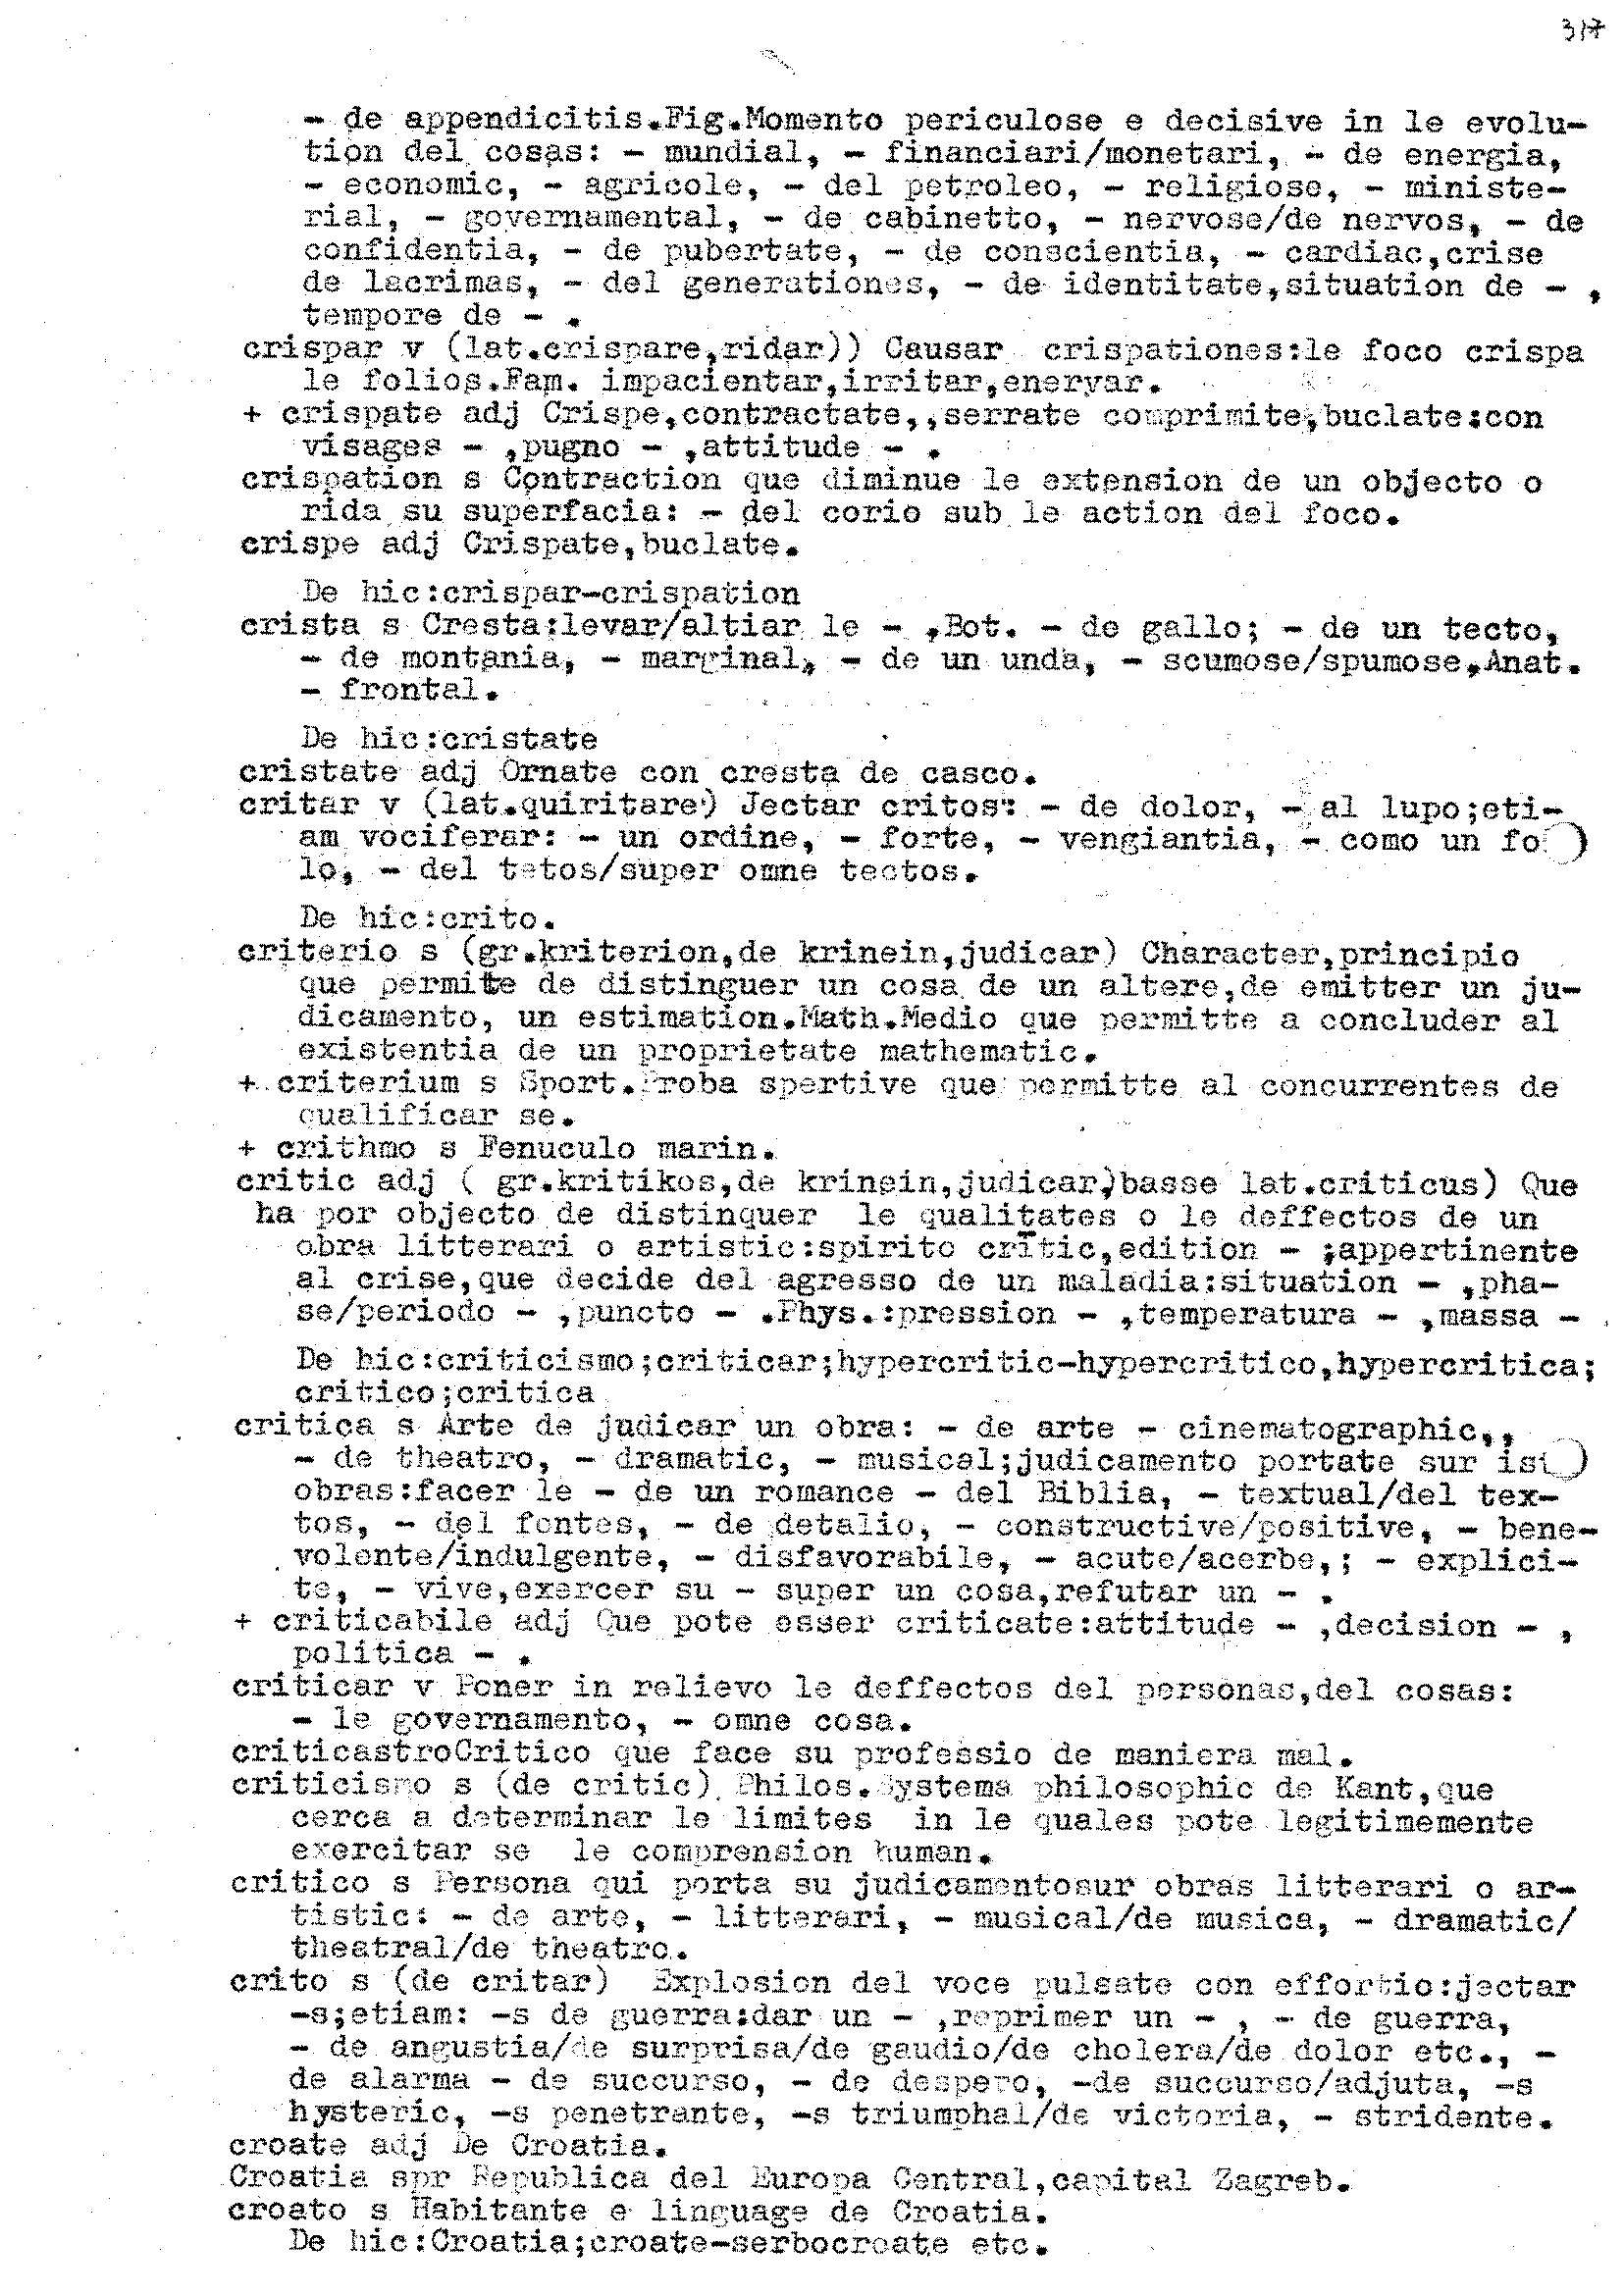 317
- de appendicitis.Fig.Momento periculose e decisive in le evolu-
tion del cosas: - mundial, - financiari/monetari, - de energia,
- economic, - agricole, - del petroleo, - religiose, - ministe-
rial, - governamental, - de cabinetto, - nervose/de nervos, - de
confidentia, - de pubertate, - de conscientia, - cardiac,crise
de lacrimas, - del generationes, - de identitate,situation de - ,
tempore de - .
crispar v (lat.crispare,ridar)) Causar crispationes:le foco crispa
le folios.Fam. impacientar,irritar,enervar.
+ crispate adj Crispe,contractate,,serrate comprimite,buclate:con
visages - ,pugno - ,attitude - .
crispation s Contraction que diminue le extension de un objecto o
rida su superfacia: - del corio sub le action del foco.
crispe adj Crispate,buclate.
De hic:crispar-crispation
crista s Cresta:levar/altiar le - ,Bot. - de gallo; - de un tecto,
- de montania, - marginal, - de un unda, - scumose/spumose,Anat.
- frontal.
De hic:cristate
cristate adj Ornate con cresta de casco.
critar v (lat.quiritare) Jectar critos: - de dolor, - al lupo;eti-
am vociferar: - un ordine, - forte, - vengiantia, - como un fo
lo, - del tetos/super omne tectos.
De hic:crito.
criterio s (gr.kriterion,de krinein,judicar) Character,principio
que permitte de distinguer un cosa de un altere,de emitter un ju-
dicamento, un estimation.Math.Medio que permitte a concluder al
existentia de un proprietate mathematic.
+ criterium s Sport.Proba spertive que permitte al concurrentes de
qualificar se.
+ crithmo s Fenuculo marin.
critic adj ( gr.kritikos,de krinein,judicar,basse lat.criticus) Que
ha por objecto de distinquer le qualitates o le deffectos de un
obra litterari o artistic:spirito critic,edition - ;appertinente
al crise,que decide del agresso de un maladia:situation - ,pha-
se/periodo - ,puncto - .Phys.:pression - ,temperatura - ,massa - .
De hic:criticismo;criticar;hypercritic-hypercritico,hypercritica;
critico;critica
critica s Arte de judicar un obra: - de arte - cinematographic,,
- de theatro, - dramatic, - musical;judicamento portate sur ist
obras:facer le - de un romance - del Biblia, - textual/del tex-
tos, - del fontes, - de detalio, - constructive/positive, - bene-
volente/indulgente, - disfavorabile, - acute/acerbe,; - explici-
te, - vive,exercer su - super un cosa,refutar un - .
+ criticabile adj Que pote esser criticate:attitude - ,decision - ,
politica - .
criticar v Poner in relievo le deffectos del personas,del cosas:
- le governamento, - omne cosa.
criticastroCritico que face su professio de maniera mal.
criticismo s (de critic) Philos.Systema philosophic de Kant,que
cerca a determinar le limites in le quales pote legitimemente
exercitar se le comprension human.
critico s Persona qui porta su judicamentosur obras litterari o ar-
tistic: - de arte, - litterari, - musical/de musica, - dramatic/
theatral/de theatro.
crito s (de critar) Explosion del voce pulsate con effortio:jectar
-s;etiam: -s de guerra:dar un - ,reprimer un - , - de guerra,
- de angustia/de surprisa/de gaudio/de cholera/de dolor etc., -
de alarma - de succurso, - de despero, -de succurso/adjuta, -s
hysteric, -s penetrante, -s triumphal/de victoria, - stridente.
croate adj De Croatia.
Croatia spr Republica del Europa Central,capital Zagreb.
croato s Habitante e linguage de Croatia.
De hic:Croatia;croate-serbocroate etc.